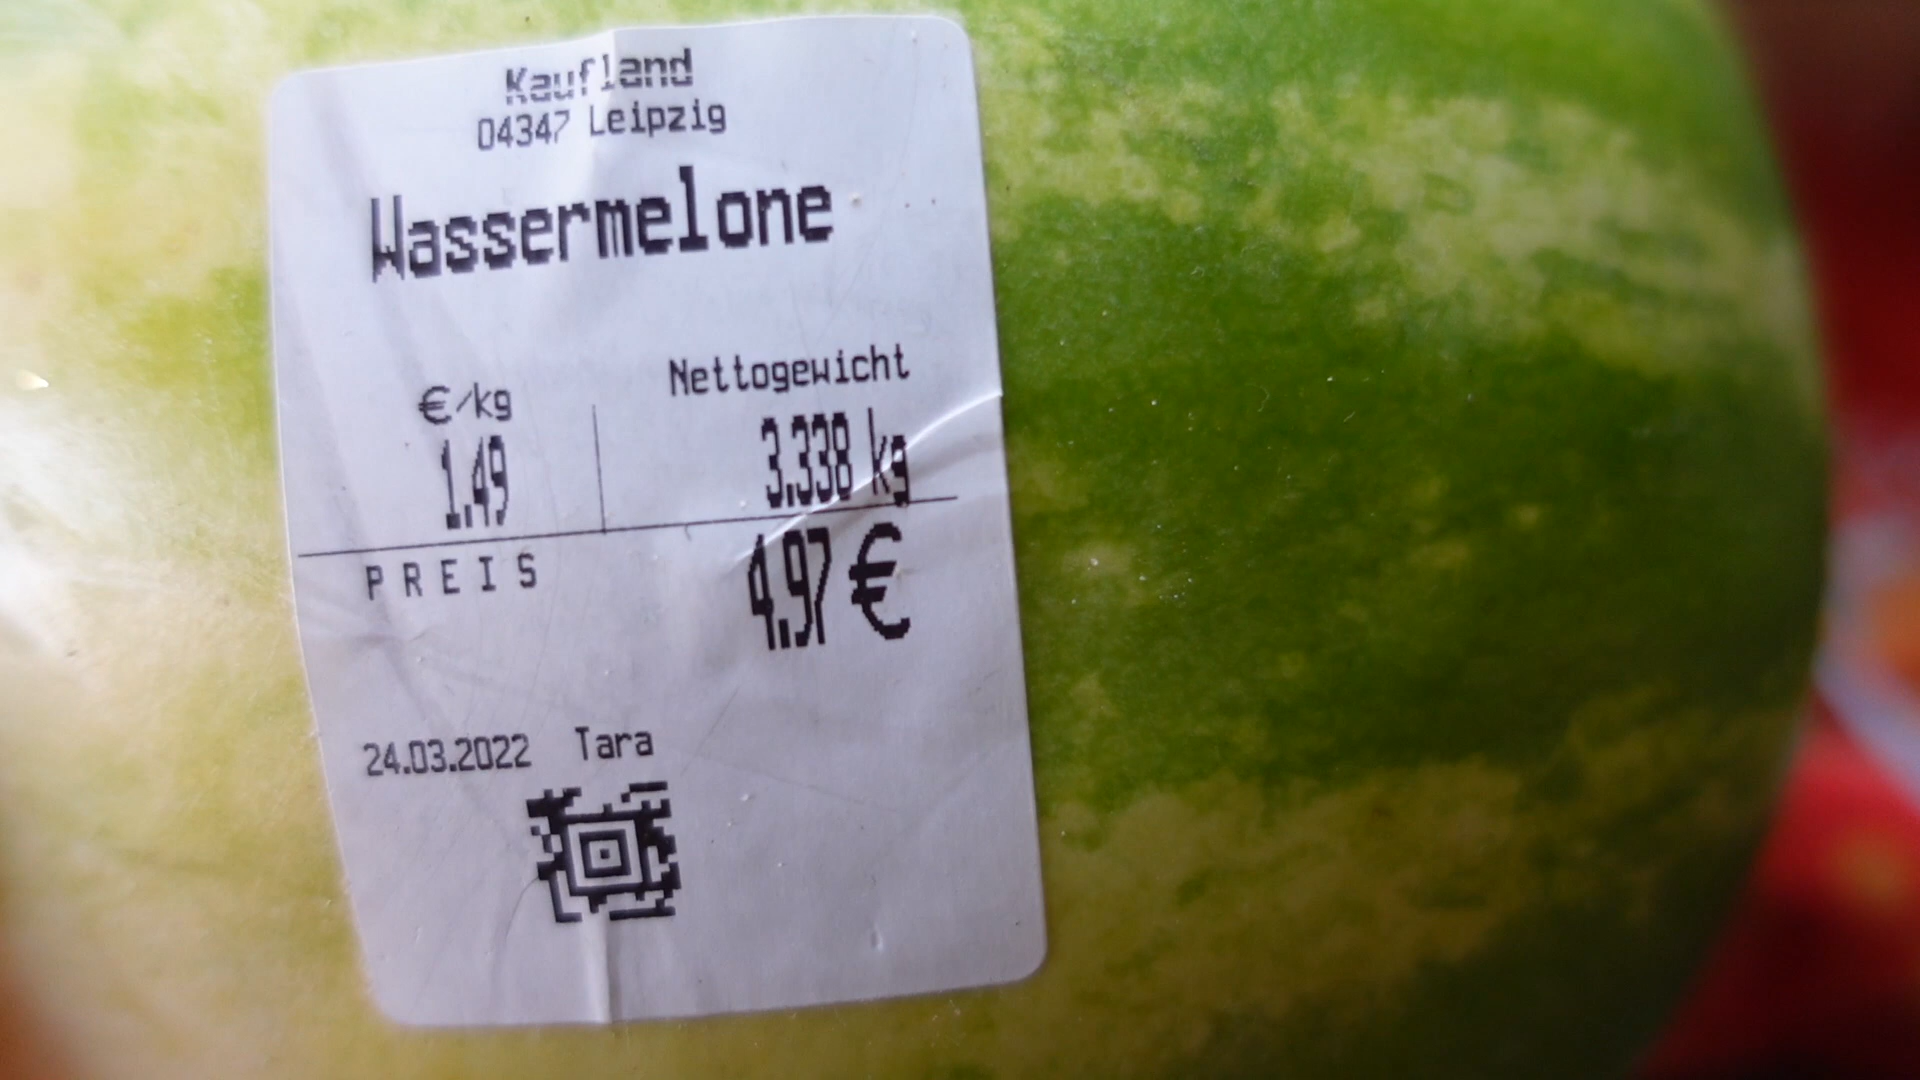 Kaufland
04347 Leipzig
Wassermelone
€/kg Nettogewicht
1.49 3.338 kg
PREIS 4.97 €
24.03.2022 Tara